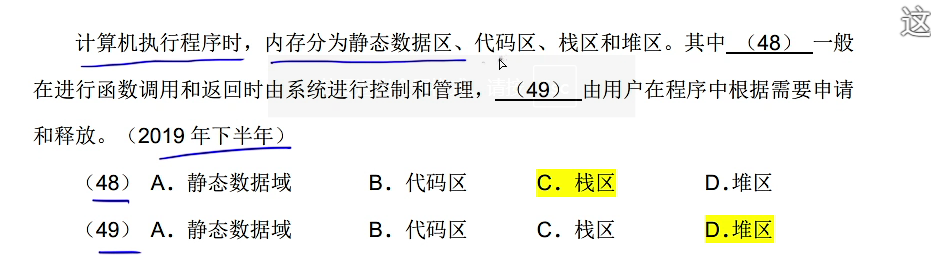 这
计算机执行程序时，内存分为静态数据区、代码区、栈区和堆区。其中 （48） 一般
在进行函数调用和返回时由系统进行控制和管理， （49） 由用户在程序中根据需要申请
和释放。（2019 年下半年）
（48） A．静态数据域 B．代码区 C．栈区 D.堆区
（49） A．静态数据域 B．代码区 C．栈区 D.堆区